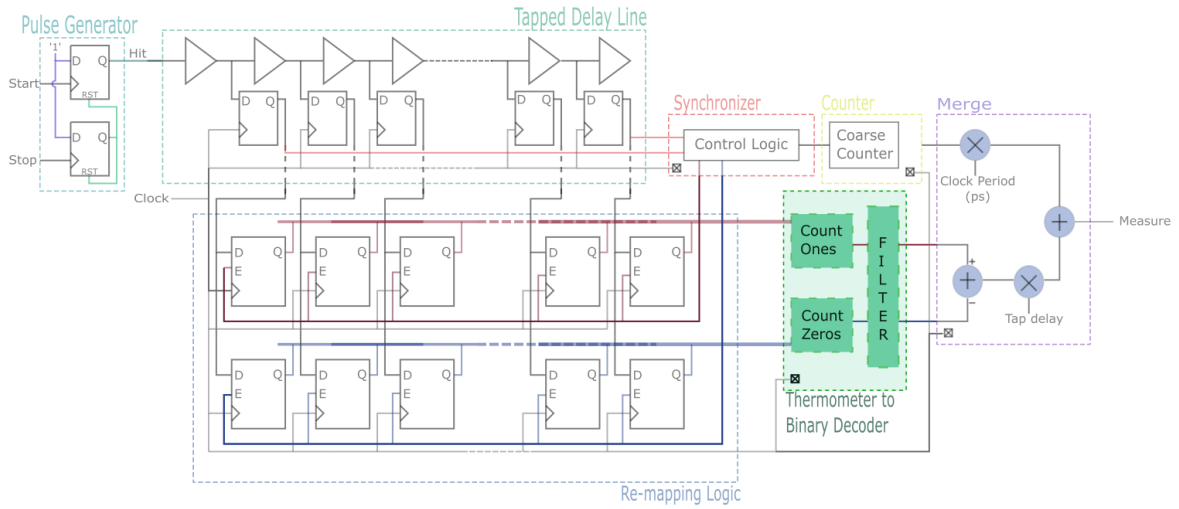 Pulse Generator
Tapped Delay Line
'1'
D Q
Hit
Start
RST
D Q
Stop
RST
D Q
D Q
D Q
D Q
D Q
Synchronizer
Counter
Merge
Control Logic
Coarse
Counter
Clock Period
(ps)
Clock
Measure
D Q
E
D Q
E
D Q
E
D Q
E
D Q
E
Count
Ones
FILTER
+
+
+
−
Count
Zeros
Tap delay
D Q
E
D Q
E
D Q
E
D Q
E
D Q
E
Thermometer to
Binary Decoder
Re-mapping Logic